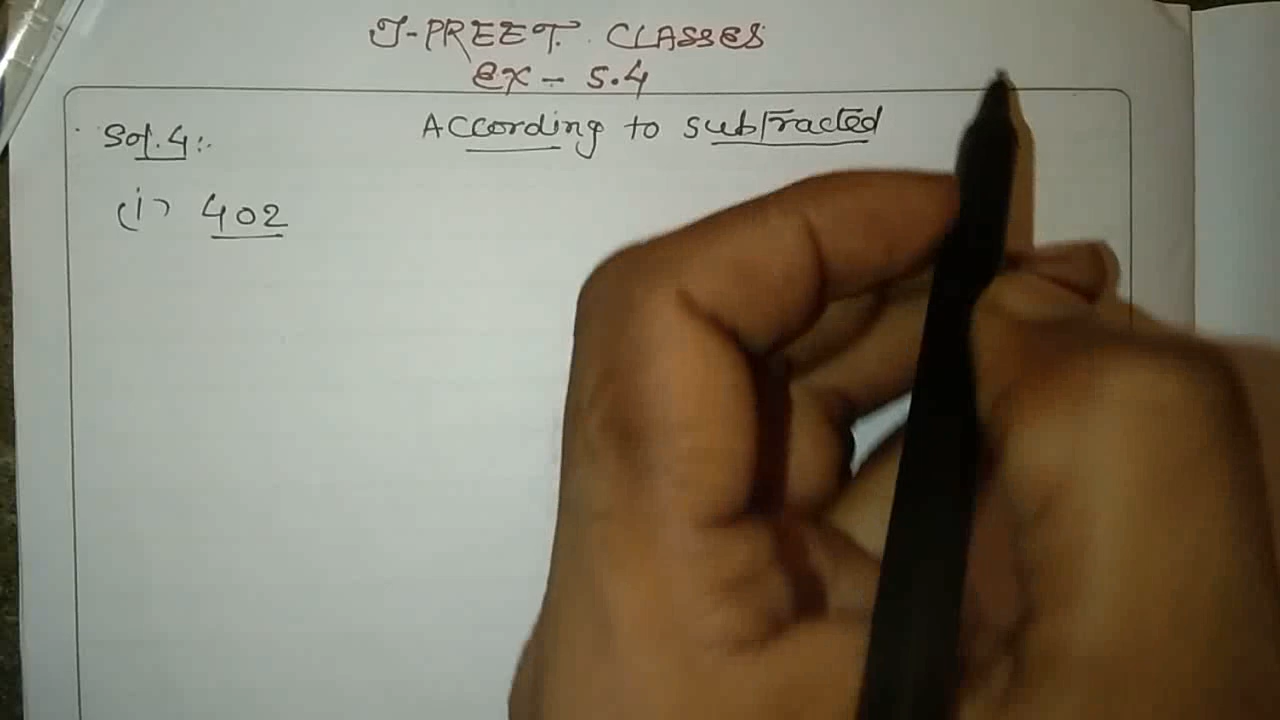 J-PREET. CLASSES
EX - 5.4
Sol. 4:.
ACCORDing to subtracted
(i) 402